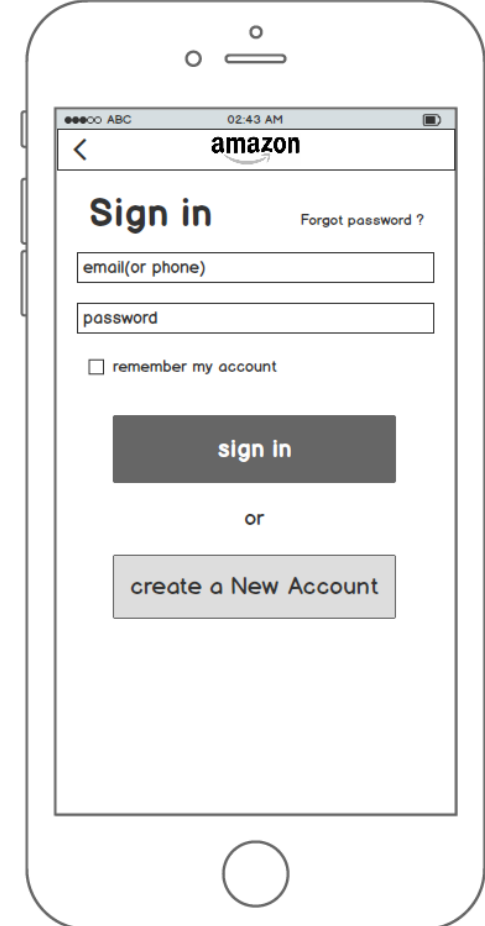 ABC 02:43 AM
amazon
Sign in Forgot password ?
email(or phone)
password
remember my account
sign in
or
create a New Account